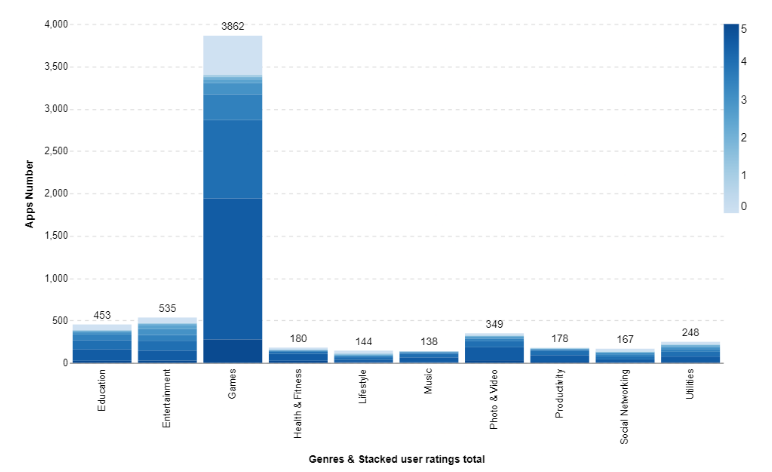 4,000
3,500
3,000
2,500
2,000
1,500
1,000
500
0
Apps Number
453
535
3862
180
144
138
349
178
167
248
Education
Entertainment
Games
Health & Fitness
Lifestyle
Music
Photo & Video
Productivity
Social Networking
Utilities
Genres & Stacked user ratings total
5
4
3
2
1
0